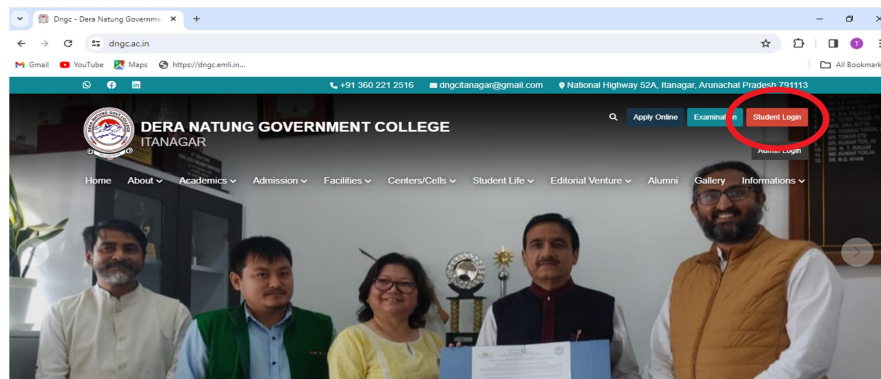 Dngc - Dera Natung Governme
dngc.ac.in
Gmail YouTube Maps https://dngc.emli.in... All Bookmark
+91 360 221 2516 dngcitanagar@gmail.com National Highway 52A, Itanagar, Arunachal Pradesh-791113
Apply Online Examination Student Login
DERA NATUNG GOVERNMENT COLLEGE
ITANAGAR
Admin Login
Home About Academics Admission Facilities Centers/Cells Student Life Editorial Venture Alumni Gallery Informations